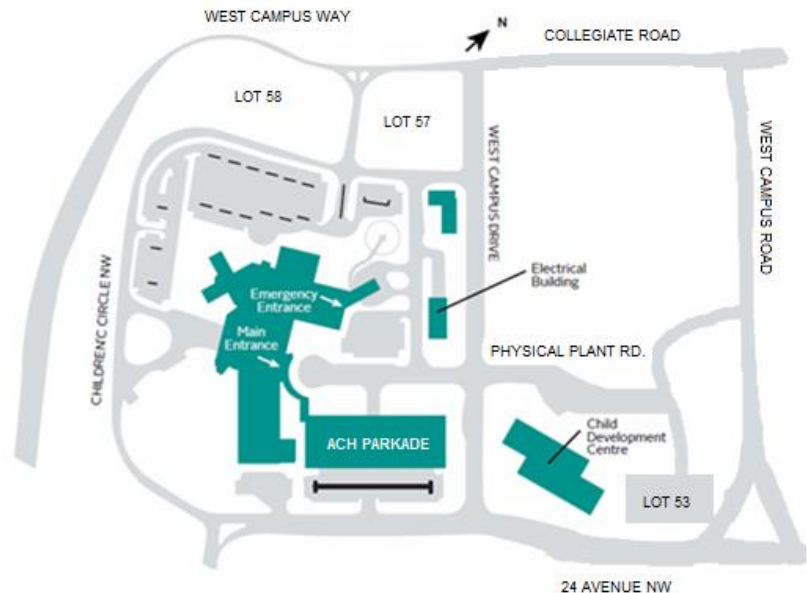 WEST CAMPUS WAY
N
COLLEGIATE ROAD
LOT 58
LOT 57
WEST CAMPUS DRIVE
WEST CAMPUS ROAD
CHILDREN'C CIRCLE NW
Emergency
Entrance
Main
Entrance
Electrical
Building
PHYSICAL PLANT RD.
ACH PARKADE
Child
Development
Centre
LOT 53
24 AVENUE NW